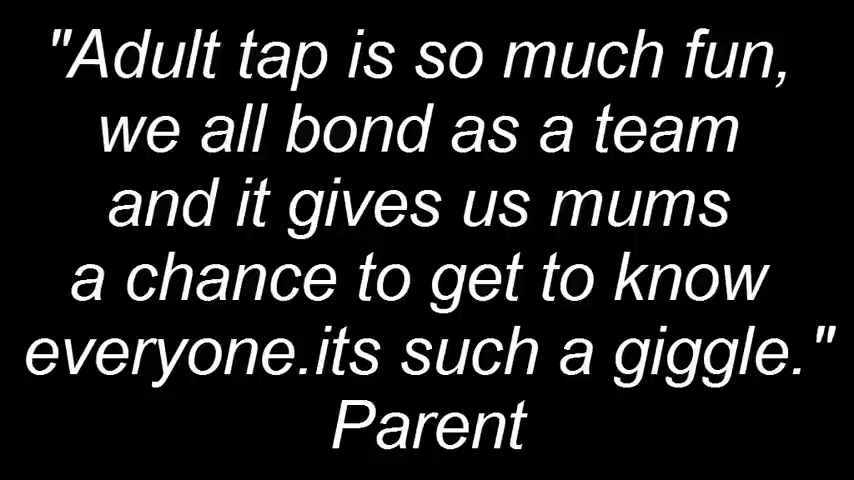 "Adult tap is so much fun,
we all bond as a team
and it gives us mums
a chance to get to know
everyone.its such a giggle."
Parent